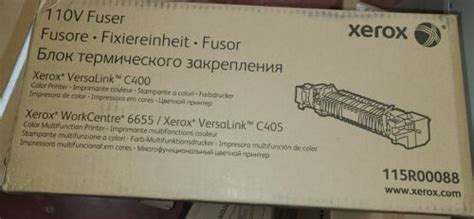 110V Fuser
Fusore · Fixiereinheit · Fusor
Блок термического закрепления
xerox
Xerox® VersaLink™ C400
Color Printer · Imprimante couleur · Stampante a colori · Farbdrucker
Impresora de color · Impressora em cores · Цветной принтер
Xerox® WorkCentre® 6655 / Xerox® VersaLink™ C405
Color Multifunction Printer · Imprimante multifonctions couleur
Stampante multifunzione a colori · Farb-Multifunktionsdrucker · Impresora multifunción de color
Impressora multifuncional em cores · Многофункциональный цветной принтер
115R00088
www.xerox.com